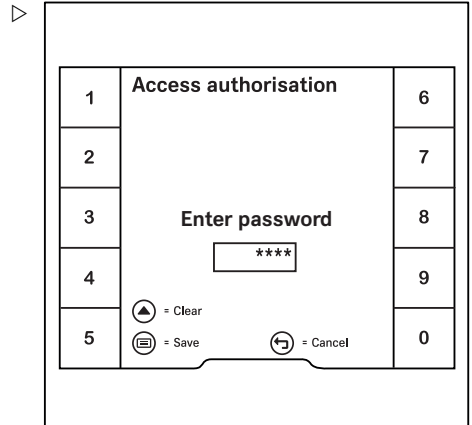 Access authorisation
1
6
2
7
3
Enter password
8
****
4
9
= Clear
5
= Save
= Cancel
0